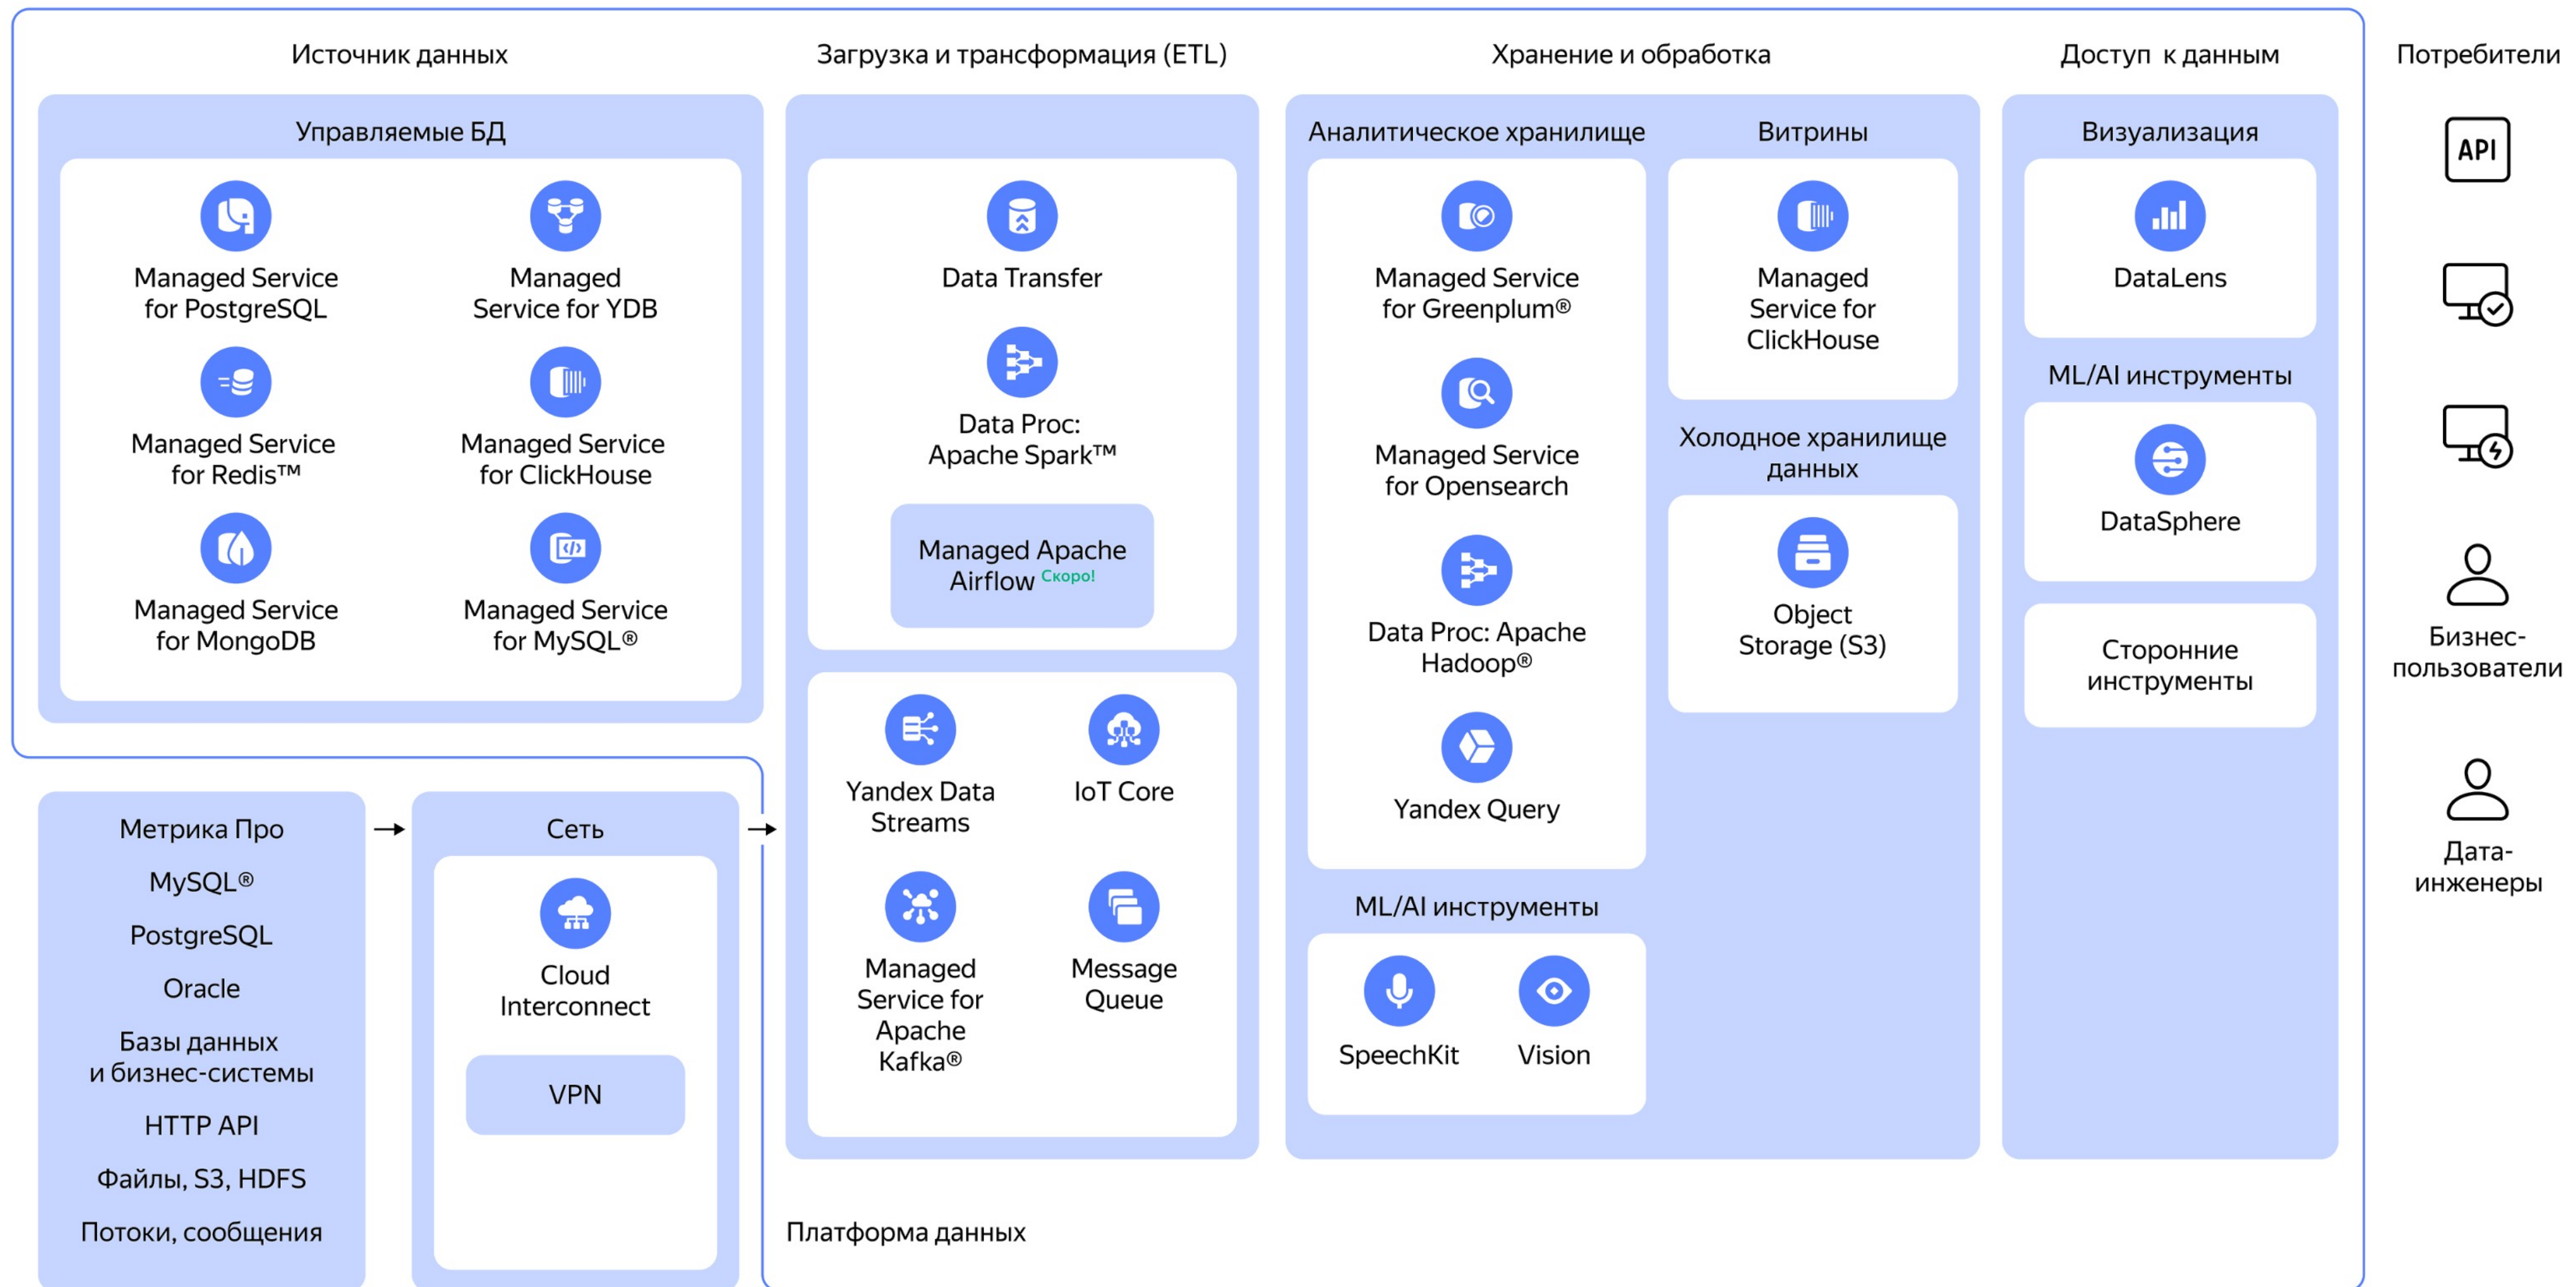 Источник данных
Управляемые БД
Managed Service
for PostgreSQL
Managed
Service for YDB
Managed Service
for Redis™
Managed Service
for ClickHouse
Managed Service
for MongoDB
Managed Service
for MySQL®
Метрика Про
MySQL®
PostgreSQL
Oracle
Базы данных
и бизнес-системы
HTTP API
Файлы, S3, HDFS
Потоки, сообщения
Сеть
Cloud
Interconnect
VPN
Загрузка и трансформация (ETL)
Data Transfer
Data Proc:
Apache Spark™
Managed Apache
Airflow Скоро!
Yandex Data
Streams
IoT Core
Managed
Service for
Apache
Kafka®
Message
Queue
Платформа данных
Хранение и обработка
Аналитическое хранилище
Managed Service
for Greenplum®
Managed Service
for Opensearch
Data Proc: Apache
Hadoop®
Yandex Query
ML/AI инструменты
SpeechKit
Vision
Витрины
Managed
Service for
ClickHouse
Холодное хранилище
данных
Object
Storage (S3)
Доступ к данным
Визуализация
DataLens
ML/AI инструменты
DataSphere
Сторонние
инструменты
Потребители
API
Бизнес-
пользователи
Дата-
инженеры